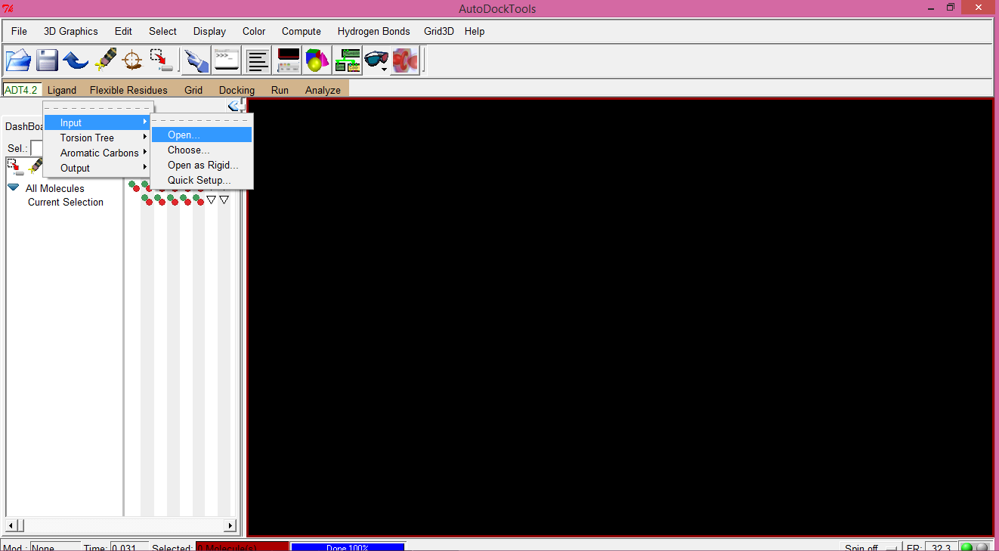 AutoDockTools
File 3D Graphics Edit Select Display Color Compute Hydrogen Bonds Grid3D Help
>>>_
ADT4.2 Ligand Flexible Residues Grid Docking Run Analyze
Input
Torsion Tree
Aromatic Carbons
Output
Open...
Choose...
Open as Rigid...
Quick Setup...
DashBoa
Sel.:
All Molecules
Current Selection
Mod.: None Time: 0.031 Selected: 0 Molecule(s) Done 100% Spin off FR: 32.3